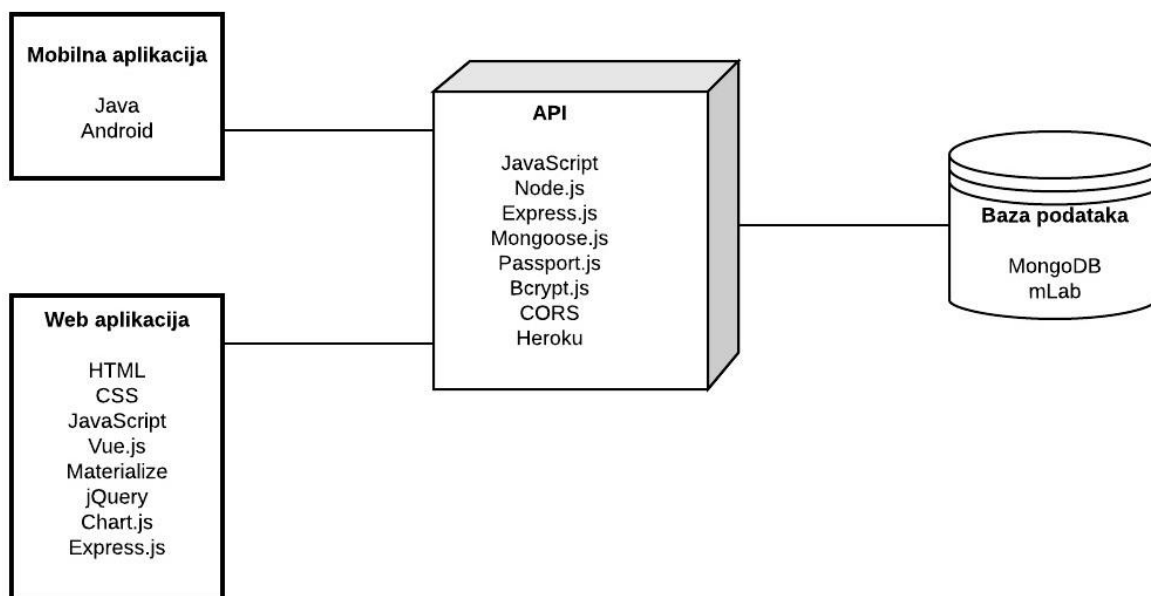 Mobilna aplikacija
Java
Android
Web aplikacija
HTML
CSS
JavaScript
Vue.js
Materialize
jQuery
Chart.js
Express.js
API
JavaScript
Node.js
Express.js
Mongoose.js
Passport.js
Bcrypt.js
CORS
Heroku
Baza podataka
MongoDB
mLab